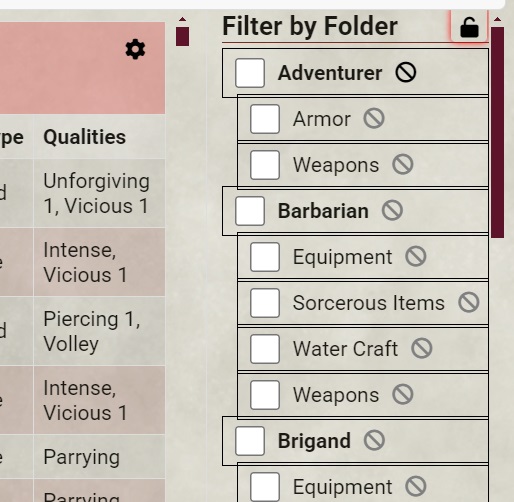 Filter by Folder
Adventurer
Armor
Weapons
Barbarian
Equipment
Sorcerous Items
Water Craft
Weapons
Brigand
Equipment
pe Qualities
d Unforgiving
1, Vicious 1
e Intense,
Vicious 1
d Piercing 1,
Volley
e Intense,
Vicious 1
e Parrying
Parrying